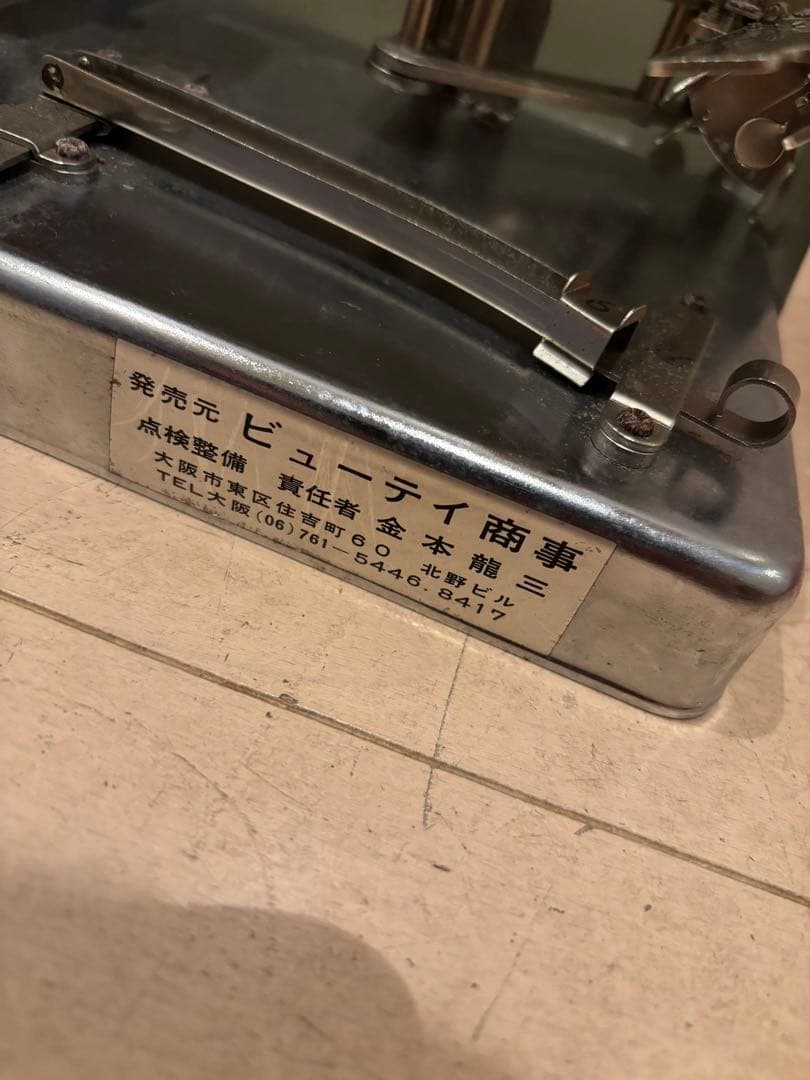 発売元 ビューティ商事
点検整備 責任者 金本龍三
大阪市東区住吉町60 北野ビル
TEL大阪(06)761-5446.8417